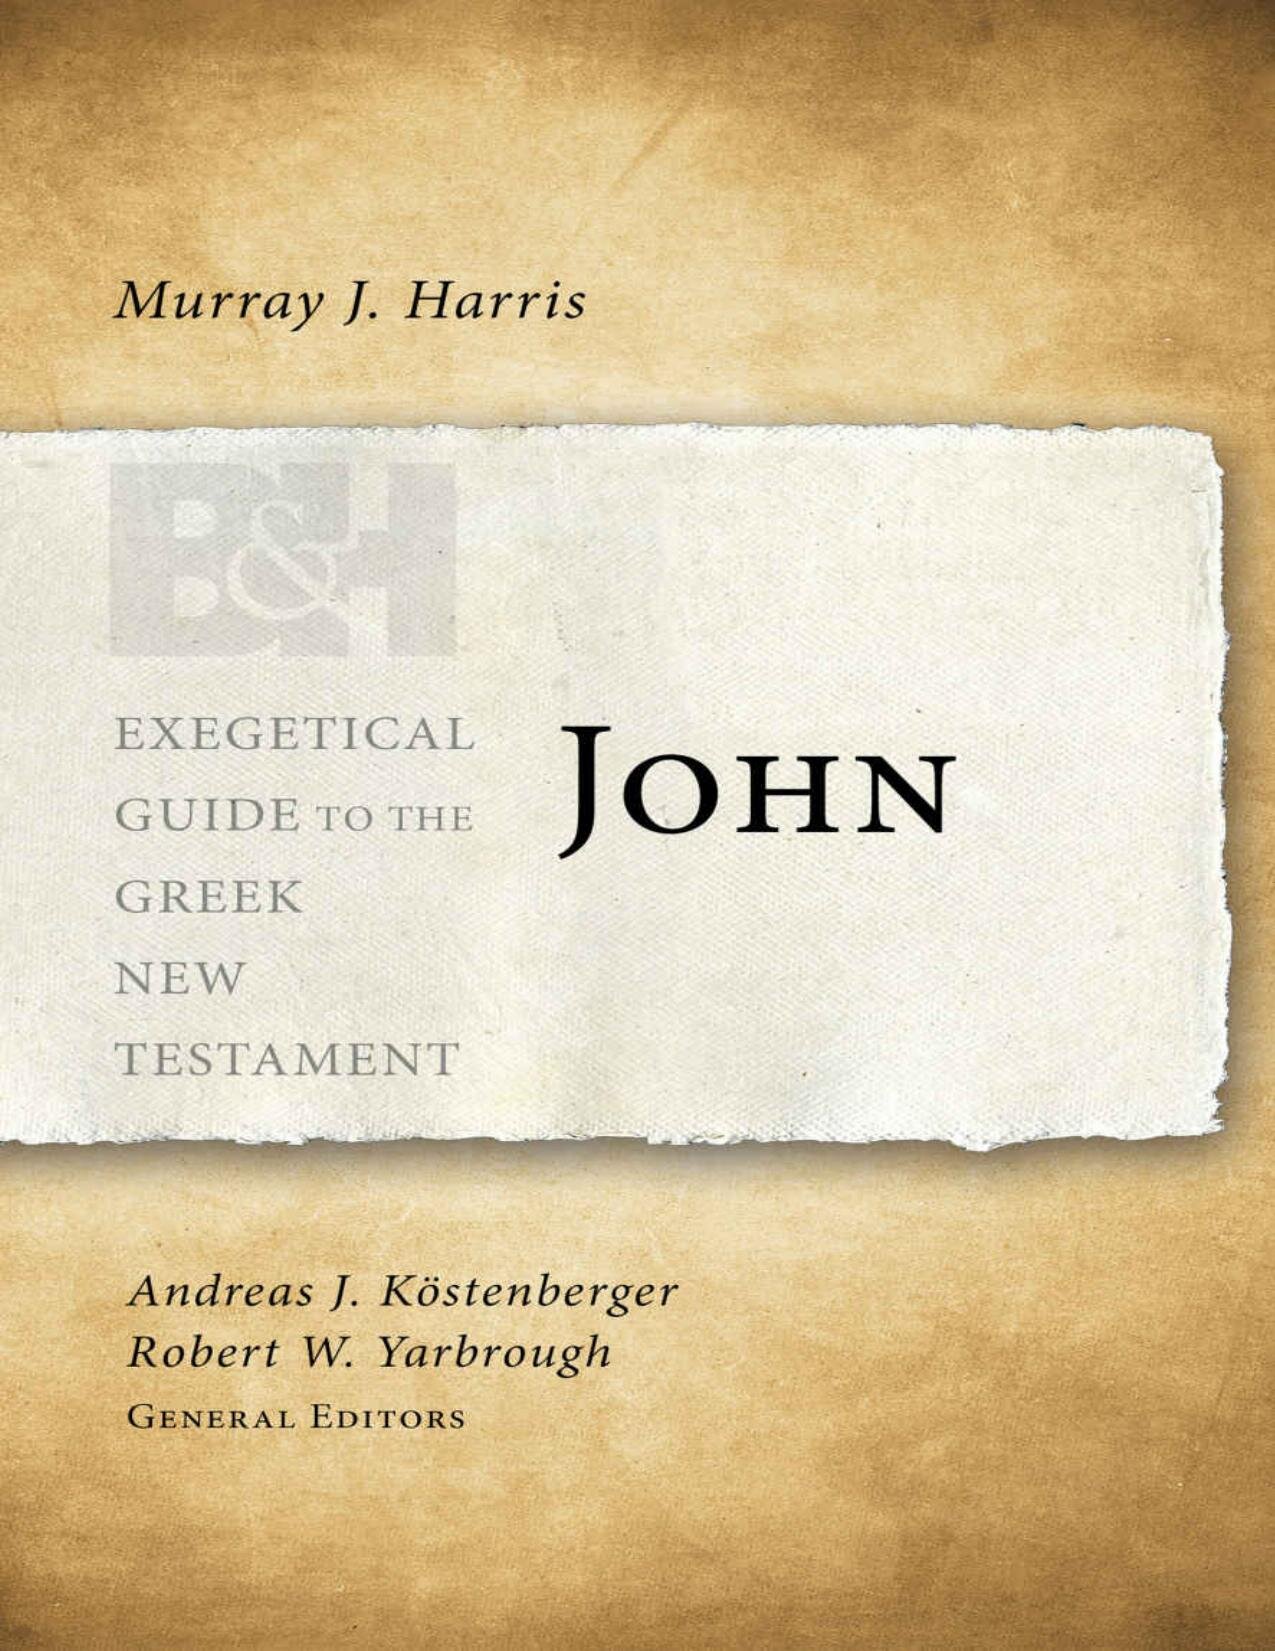 Murray J. Harris
B&H
EXEGETICAL
GUIDE TO THE
GREEK
NEW
TESTAMENT
JOHN
Andreas J. Köstenberger
Robert W. Yarbrough
GENERAL EDITORS